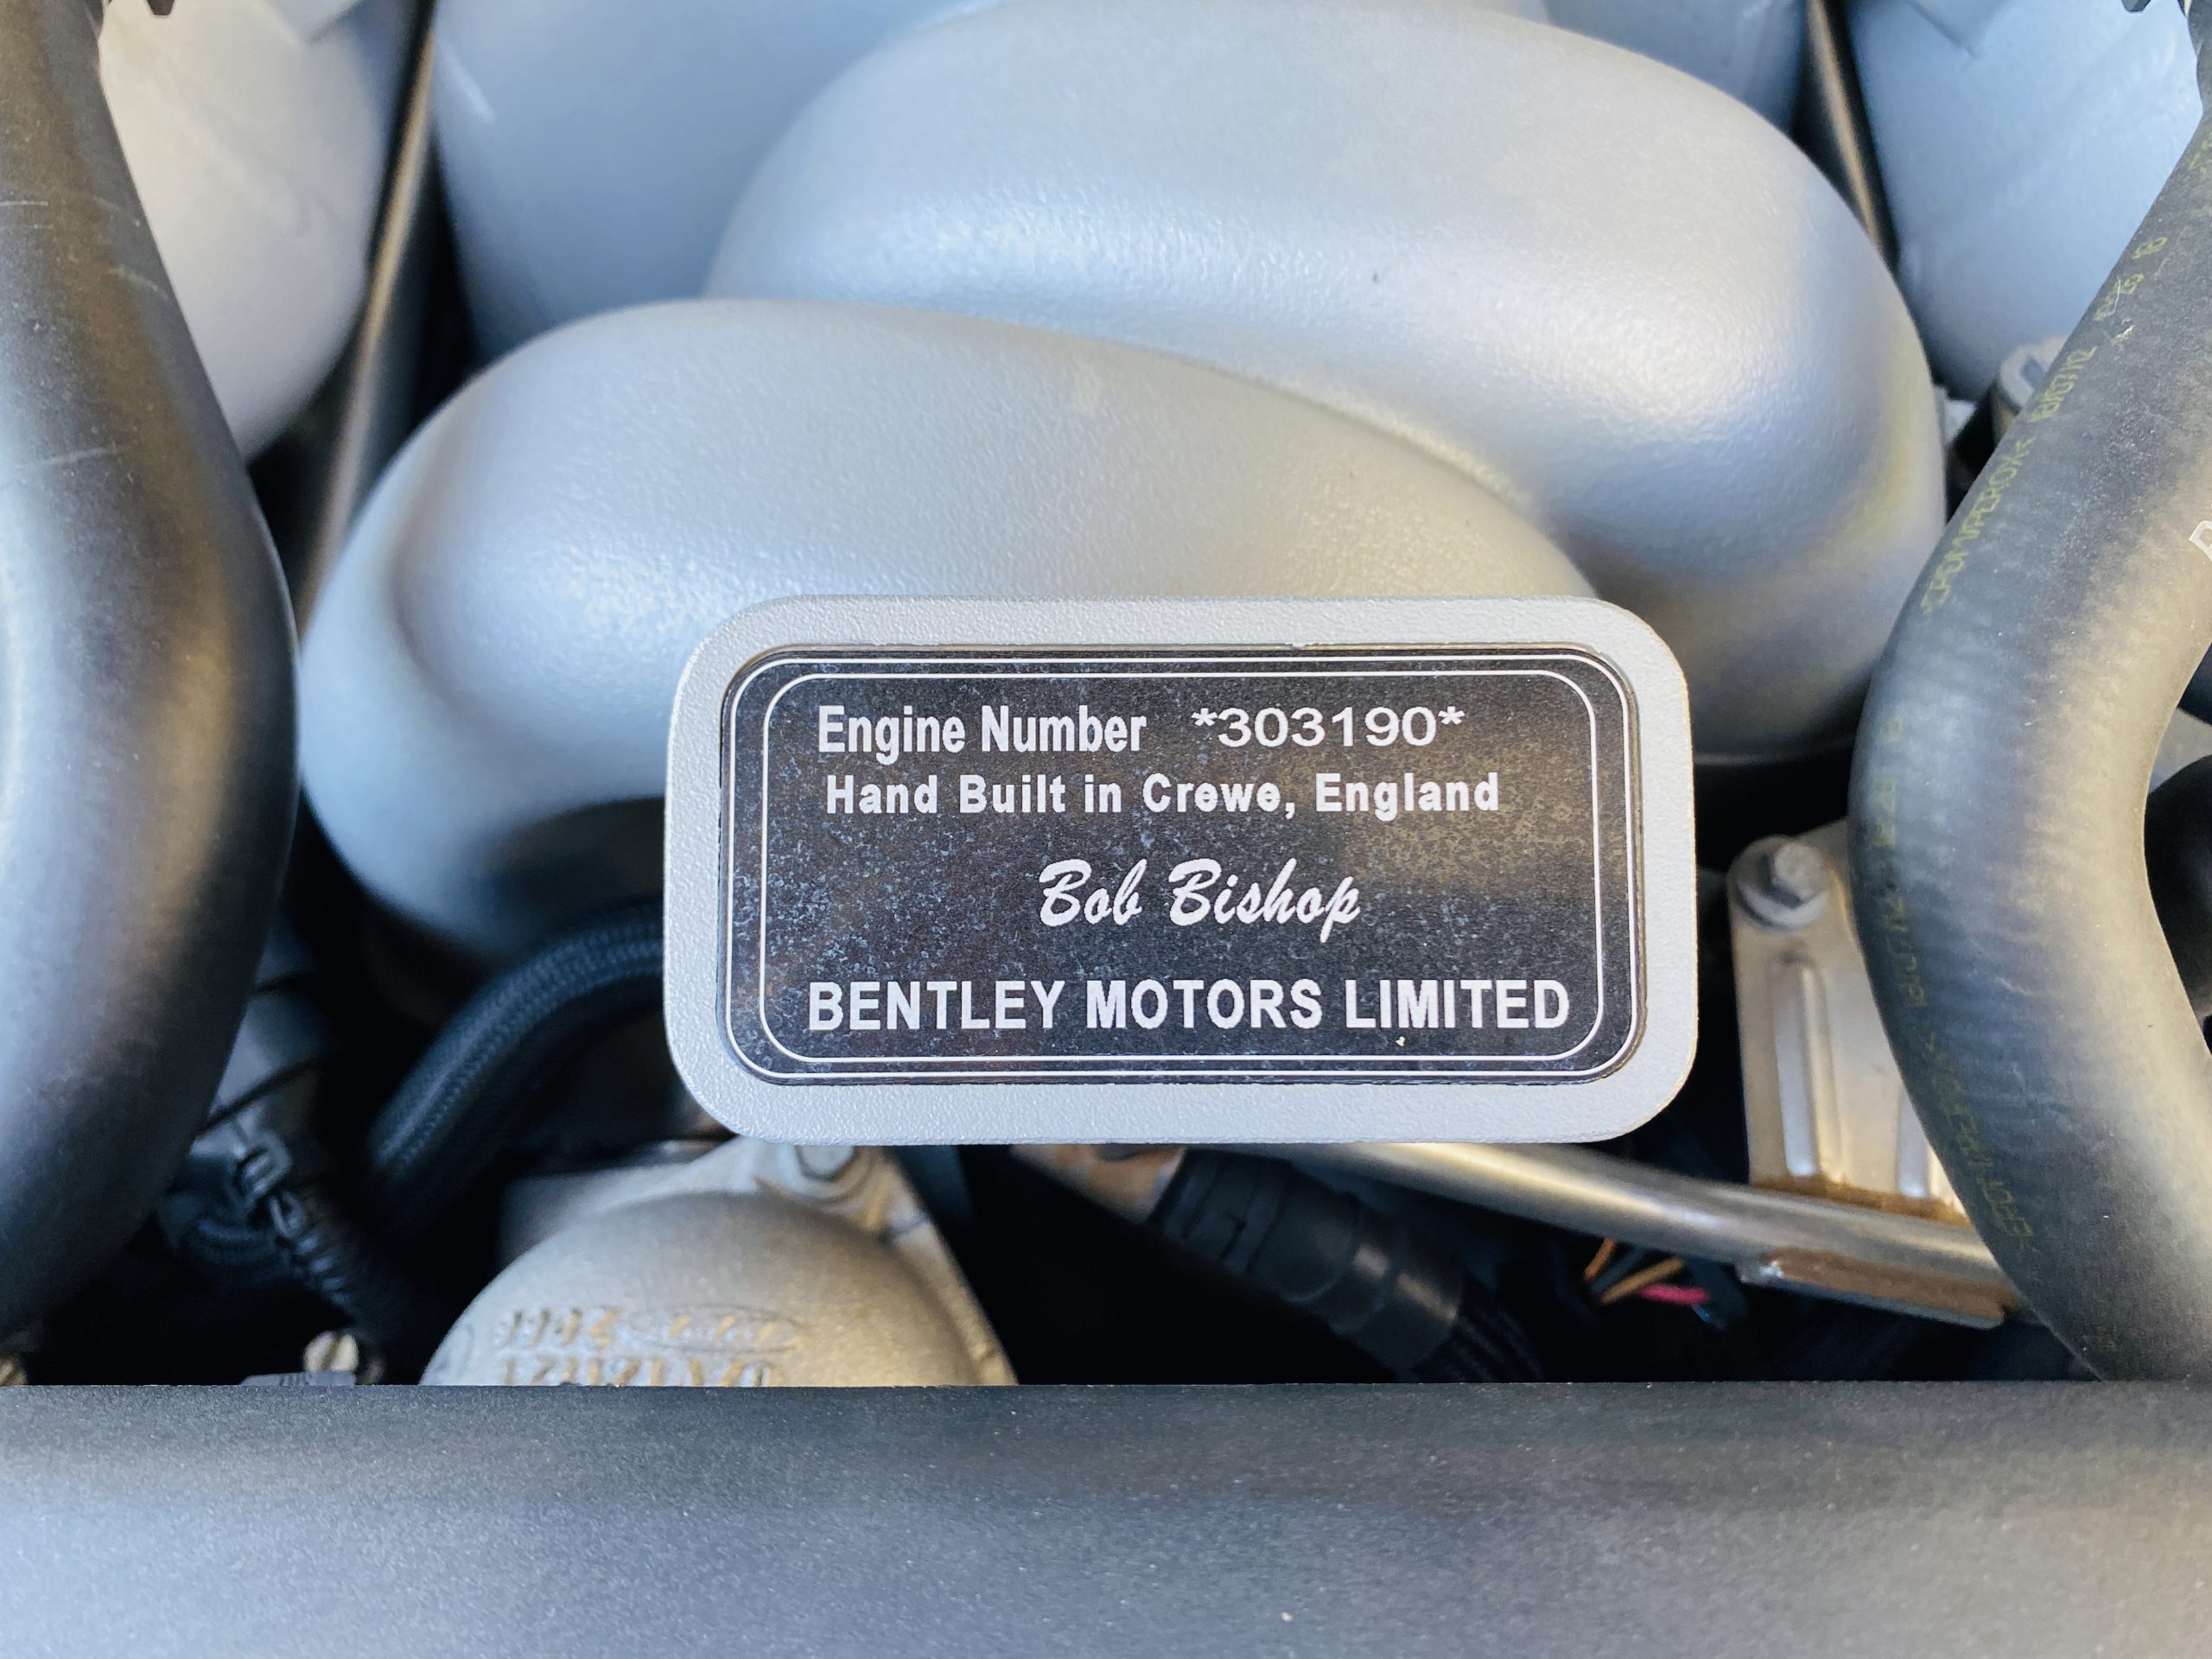 Engine Number *303190*
Hand Built in Crewe, England
Bob Bishop
BENTLEY MOTORS LIMITED